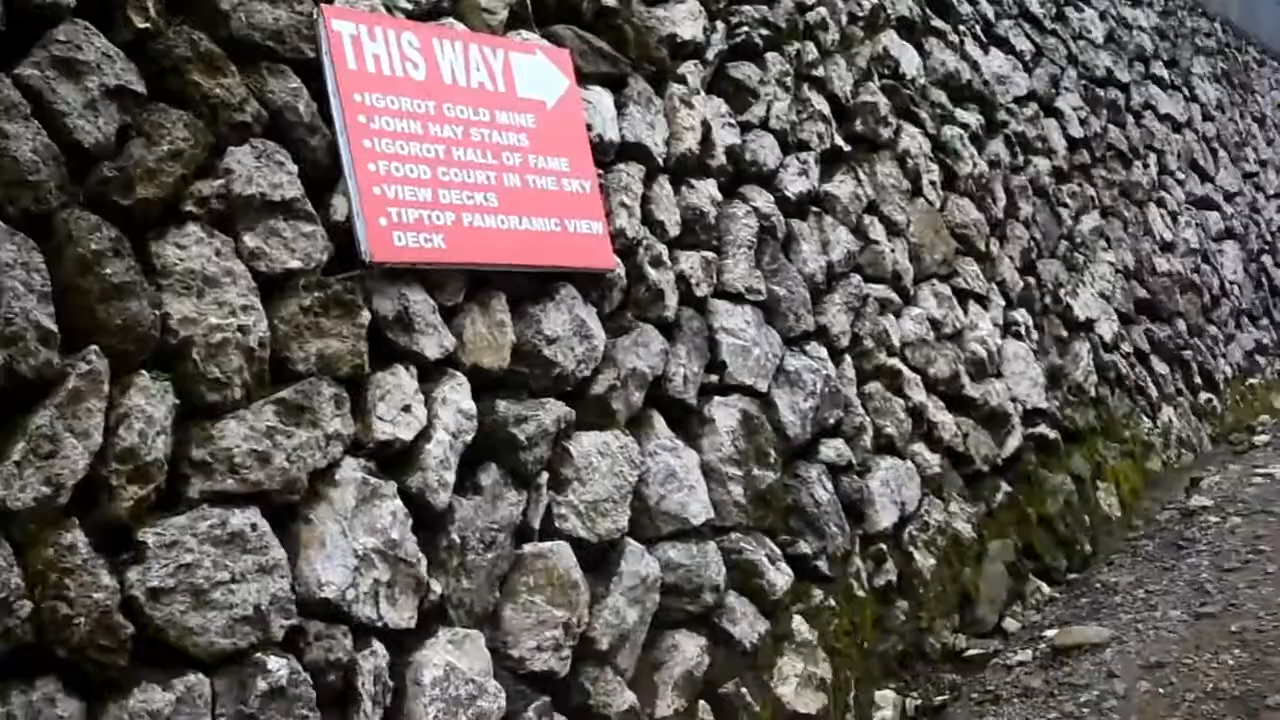 THIS WAY
•IGOROT GOLD MINE
•JOHN HAY STAIRS
•IGOROT HALL OF FAME
•FOOD COURT IN THE SKY
•VIEW DECKS
•TIPTOP PANORAMIC VIEW
DECK